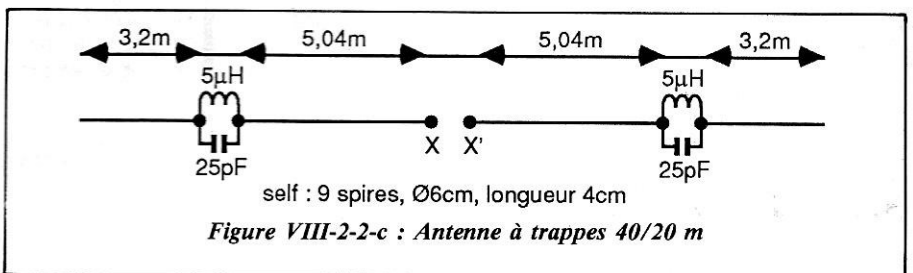 3,2m 5,04m 5,04m 3,2m
5µH 5µH
X X'
25pF 25pF
self : 9 spires, Ø6cm, longueur 4cm
Figure VIII-2-2-c : Antenne à trappes 40/20 m